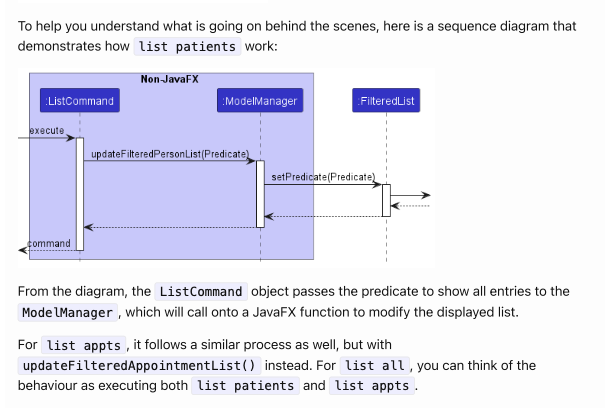 To help you understand what is going on behind the scenes, here is a sequence diagram that
demonstrates how list patients work:
Non-JavaFX
:ListCommand
:ModelManager
:FilteredList
execute
updateFilteredPersonList(Predicate)
setPredicate(Predicate)
command
From the diagram, the ListCommand object passes the predicate to show all entries to the
ModelManager , which will call onto a JavaFX function to modify the displayed list.
For list appts , it follows a similar process as well, but with
updateFilteredAppointmentList() instead. For list all , you can think of the
behaviour as executing both list patients and list appts .